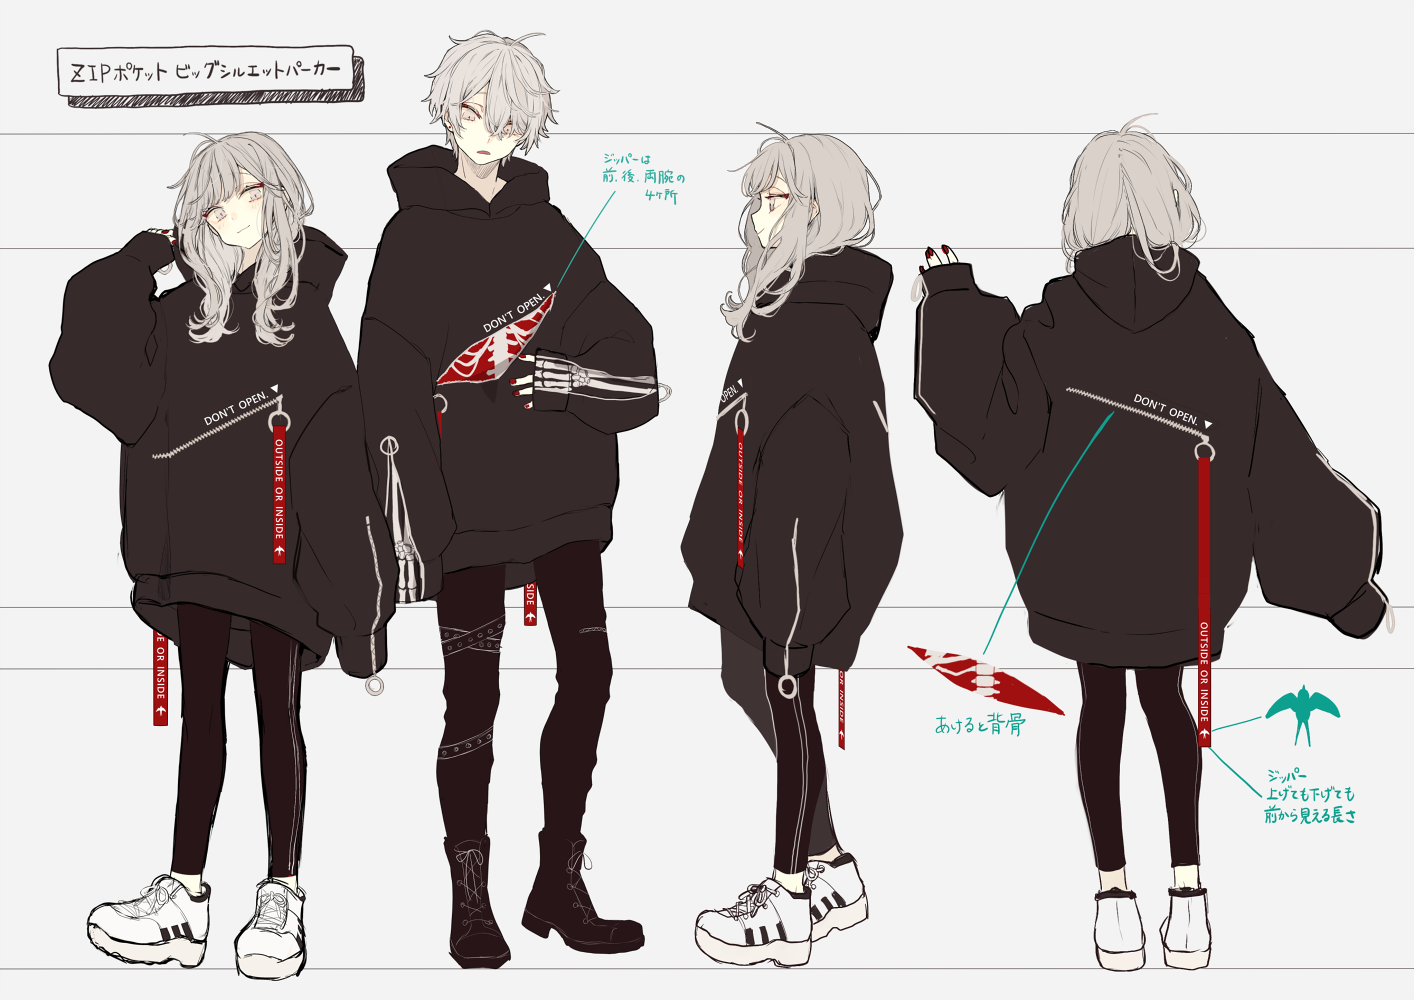 ZIPポケット ビッグシルエットパーカー
ジッパーは
前、後、両腕の
4ヶ所
DON'T OPEN.
OUTSIDE OR INSIDE
E OR INSIDE
DON'T OPEN.
SIDE
OPEN.
OUTSIDE OR INSIDE
OR INSIDE
DON'T OPEN.
OUTSIDE OR INSIDE
あけると背骨
ジッパー
上げても下げても
前から見える長さ